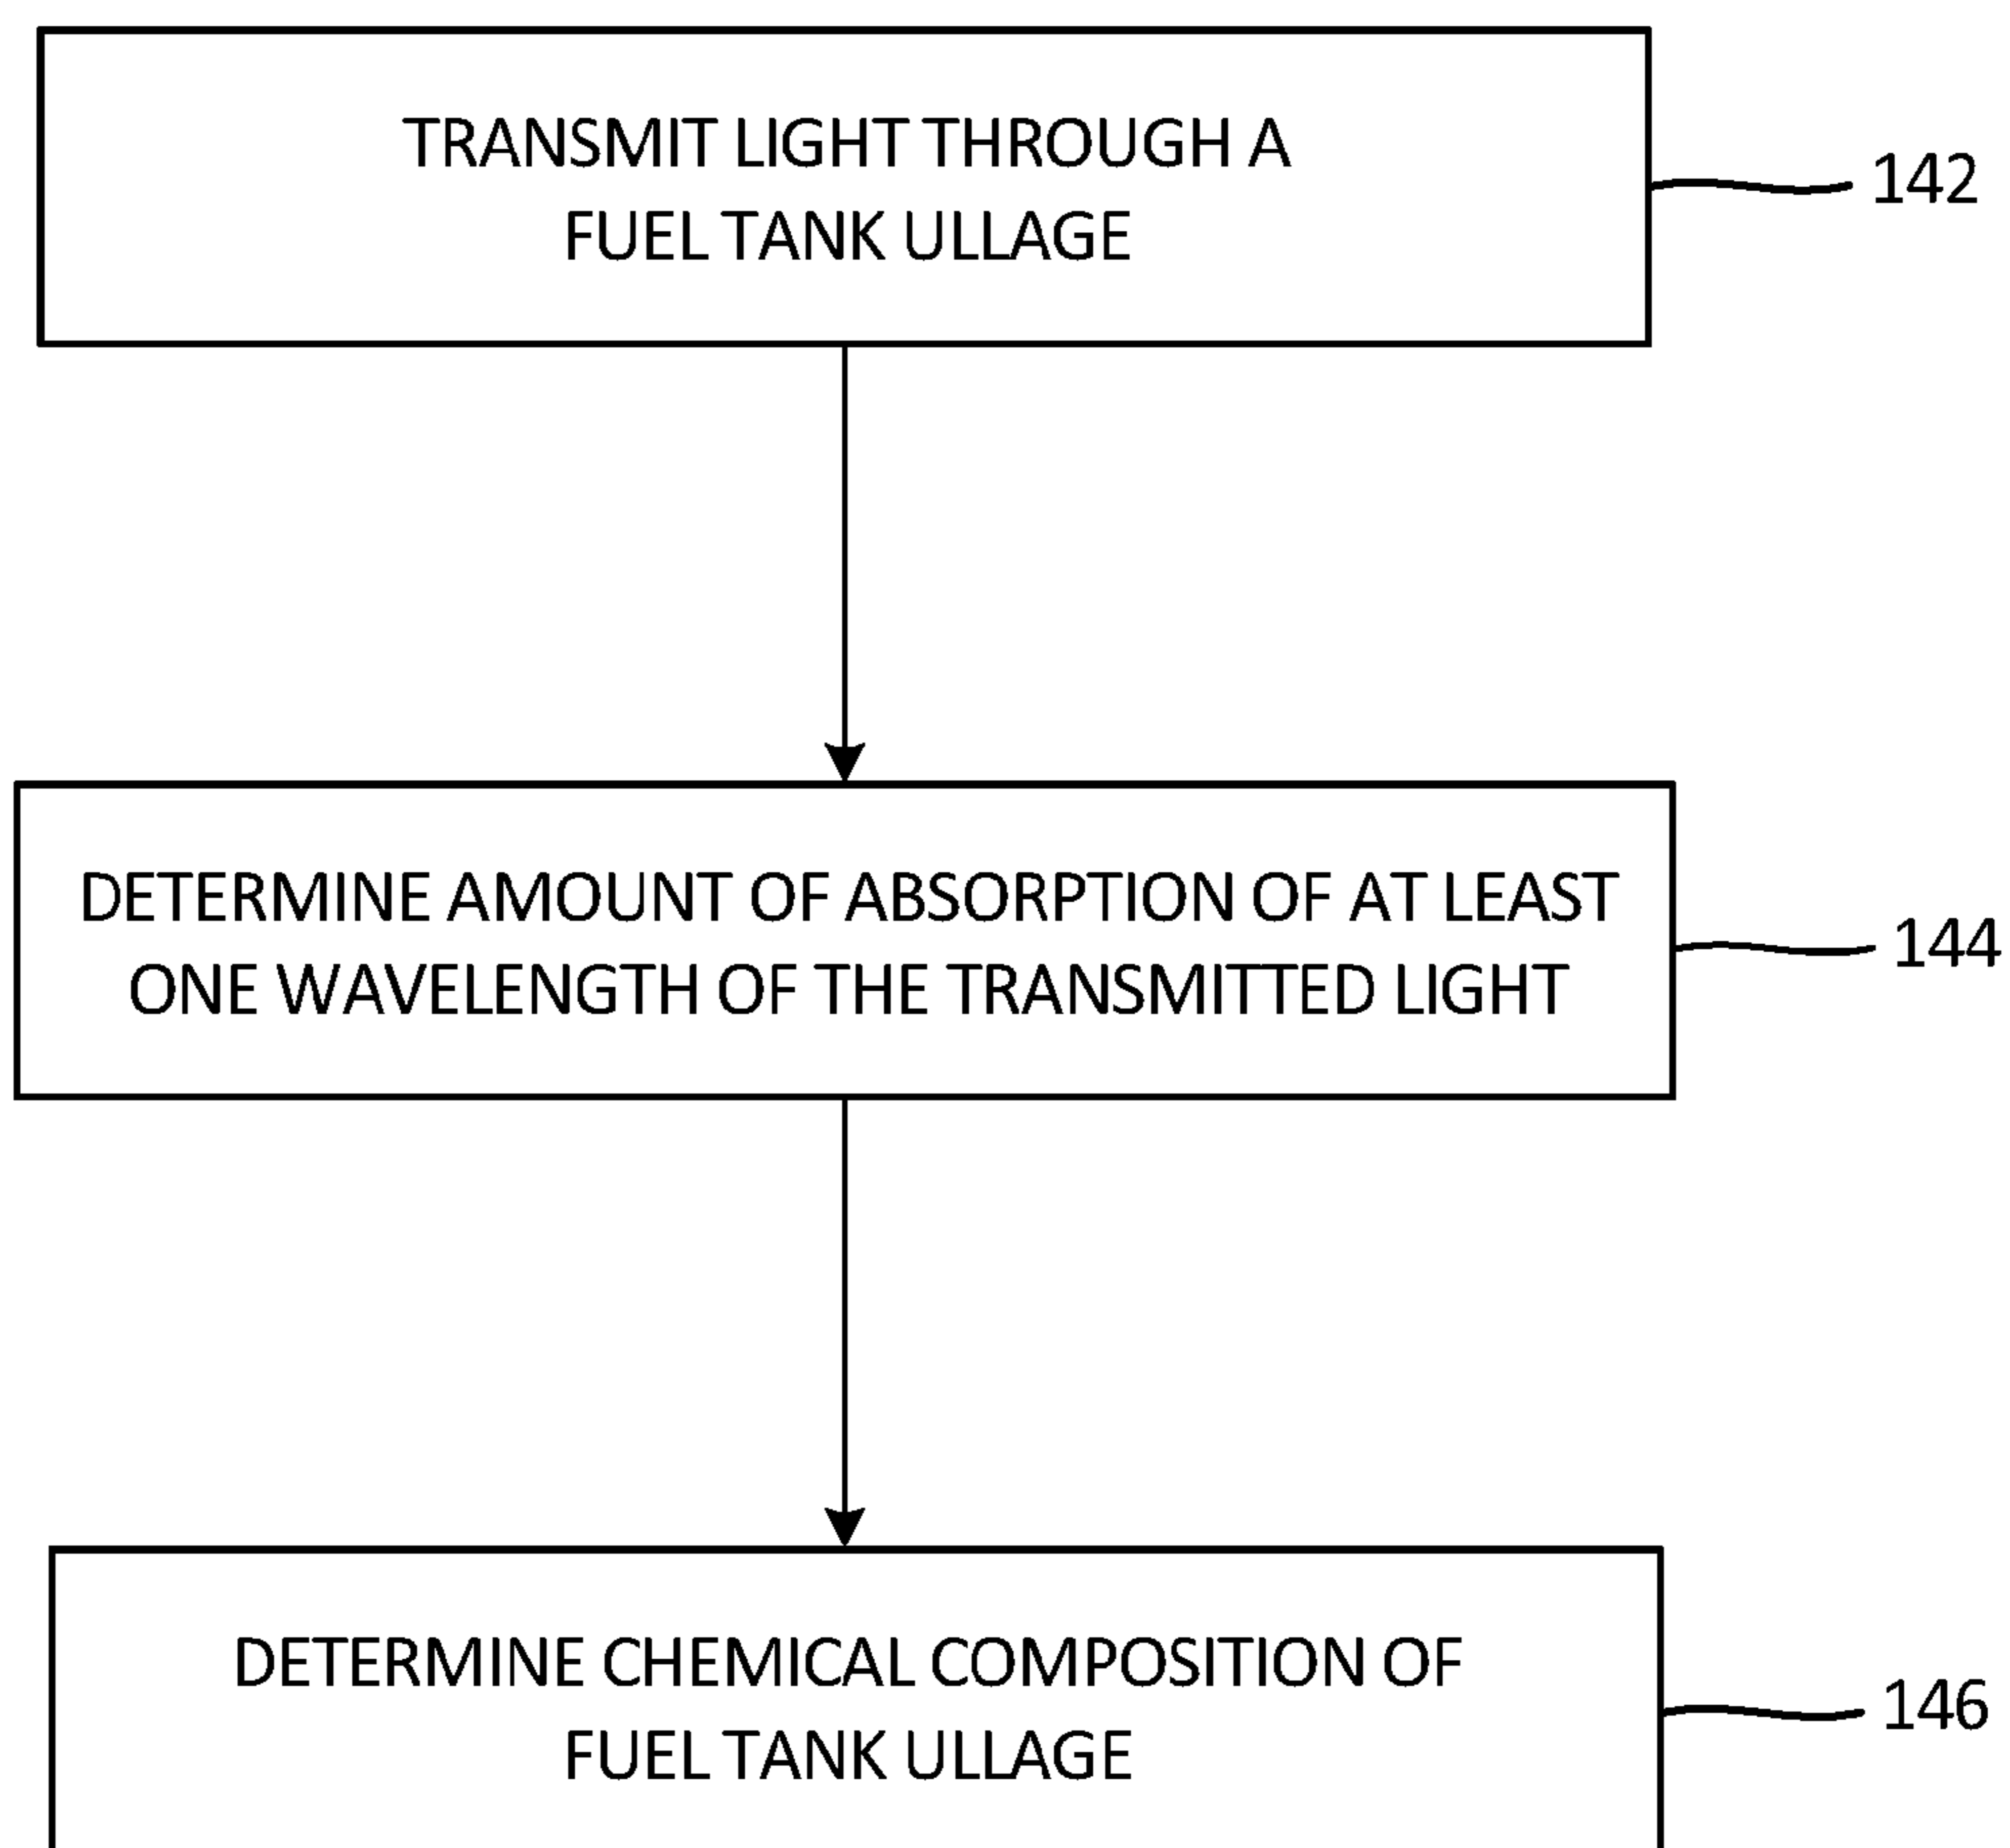 TRANSMIT LIGHT THROUGH A
FUEL TANK ULLAGE
142
DETERMINE AMOUNT OF ABSORPTION OF AT LEAST
ONE WAVELENGTH OF THE TRANSMITTED LIGHT
144
DETERMINE CHEMICAL COMPOSITION OF
FUEL TANK ULLAGE
146